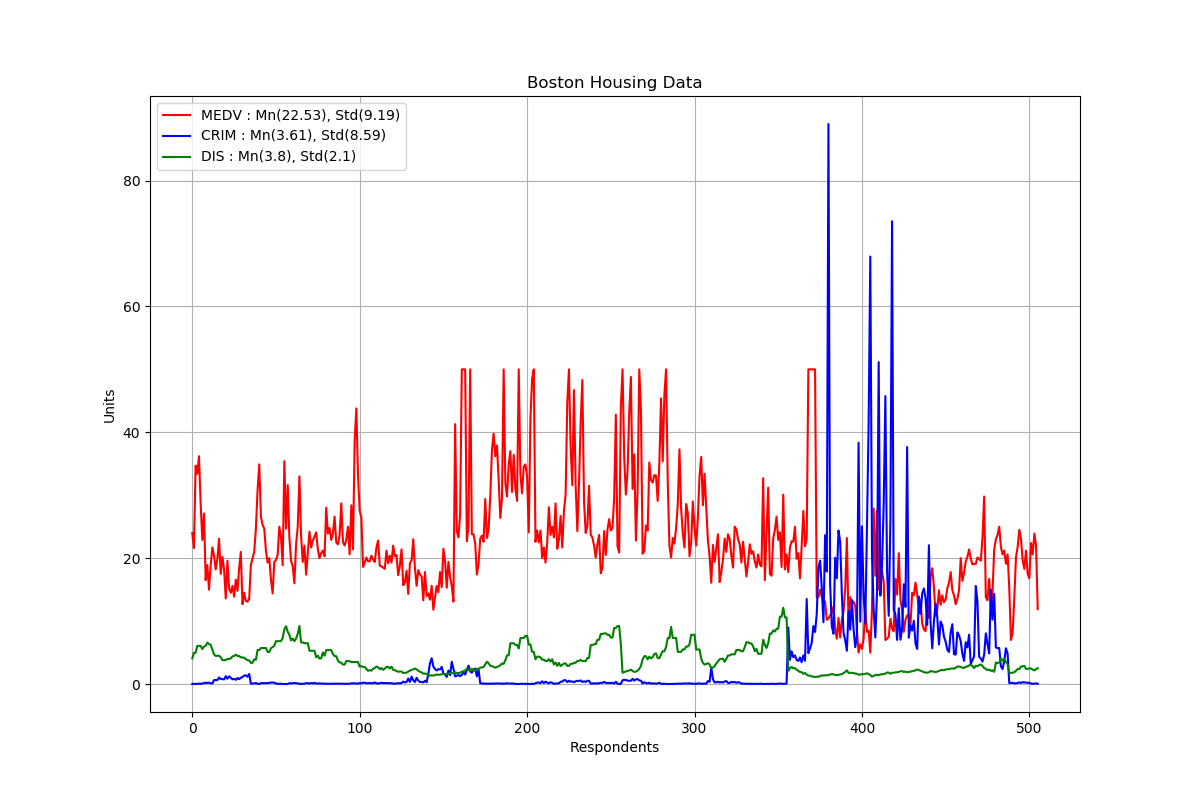 Boston Housing Data
MEDV : Mn(22.53), Std(9.19)
CRIM : Mn(3.61), Std(8.59)
DIS : Mn(3.8), Std(2.1)
80
60
40
20
0
Units
0 100 200 300 400 500
Respondents